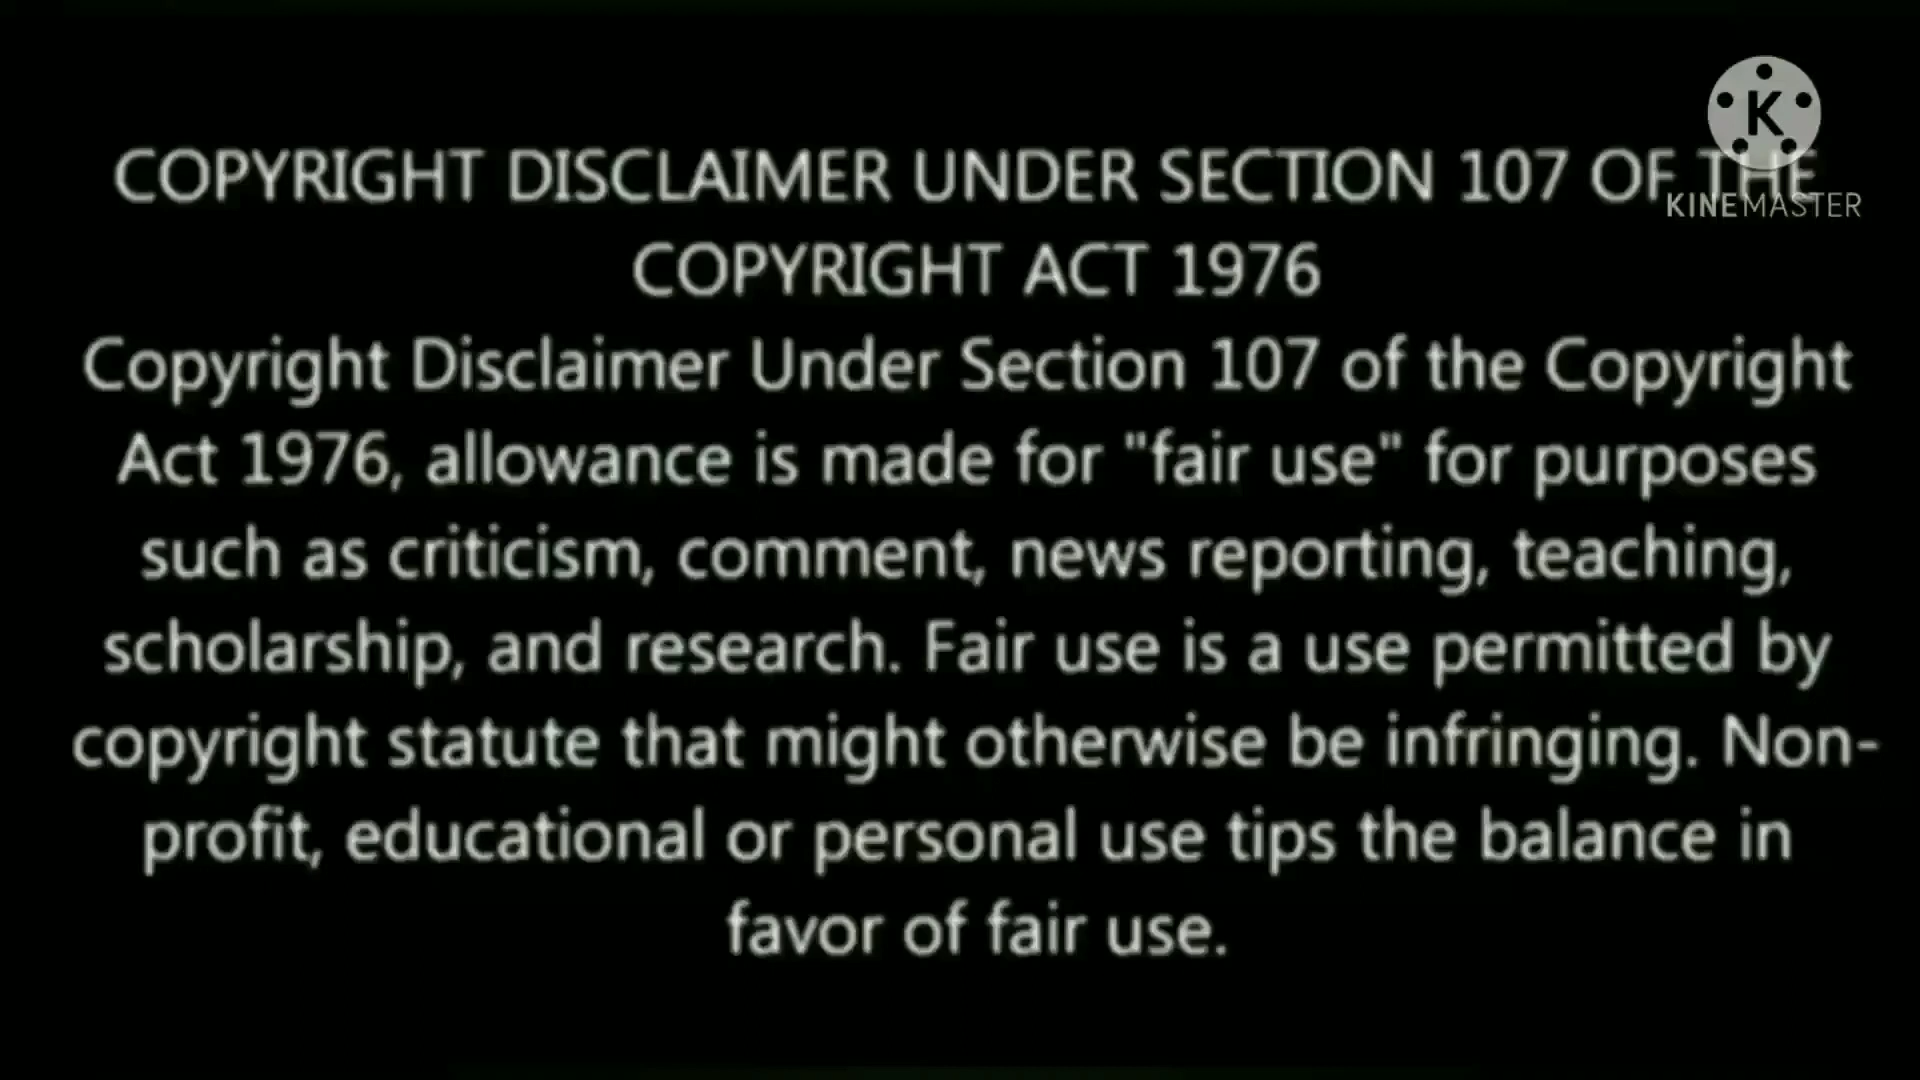 COPYRIGHT DISCLAIMER UNDER SECTION 107 OF THE
COPYRIGHT ACT 1976
Copyright Disclaimer Under Section 107 of the Copyright
Act 1976, allowance is made for "fair use" for purposes
such as criticism, comment, news reporting, teaching,
scholarship, and research. Fair use is a use permitted by
copyright statute that might otherwise be infringing. Non-
profit, educational or personal use tips the balance in
favor of fair use.
K
KINEMASTER